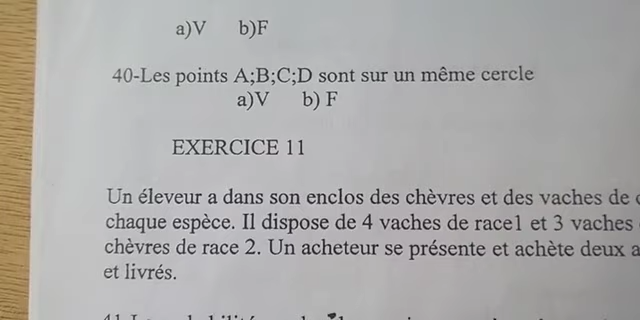 a)V b)F
40-Les points A;B;C;D sont sur un même cercle
a)V b) F
EXERCICE 11
Un éleveur a dans son enclos des chèvres et des vaches de
chaque espèce. Il dispose de 4 vaches de race1 et 3 vaches
chèvres de race 2. Un acheteur se présente et achète deux
et livrés.